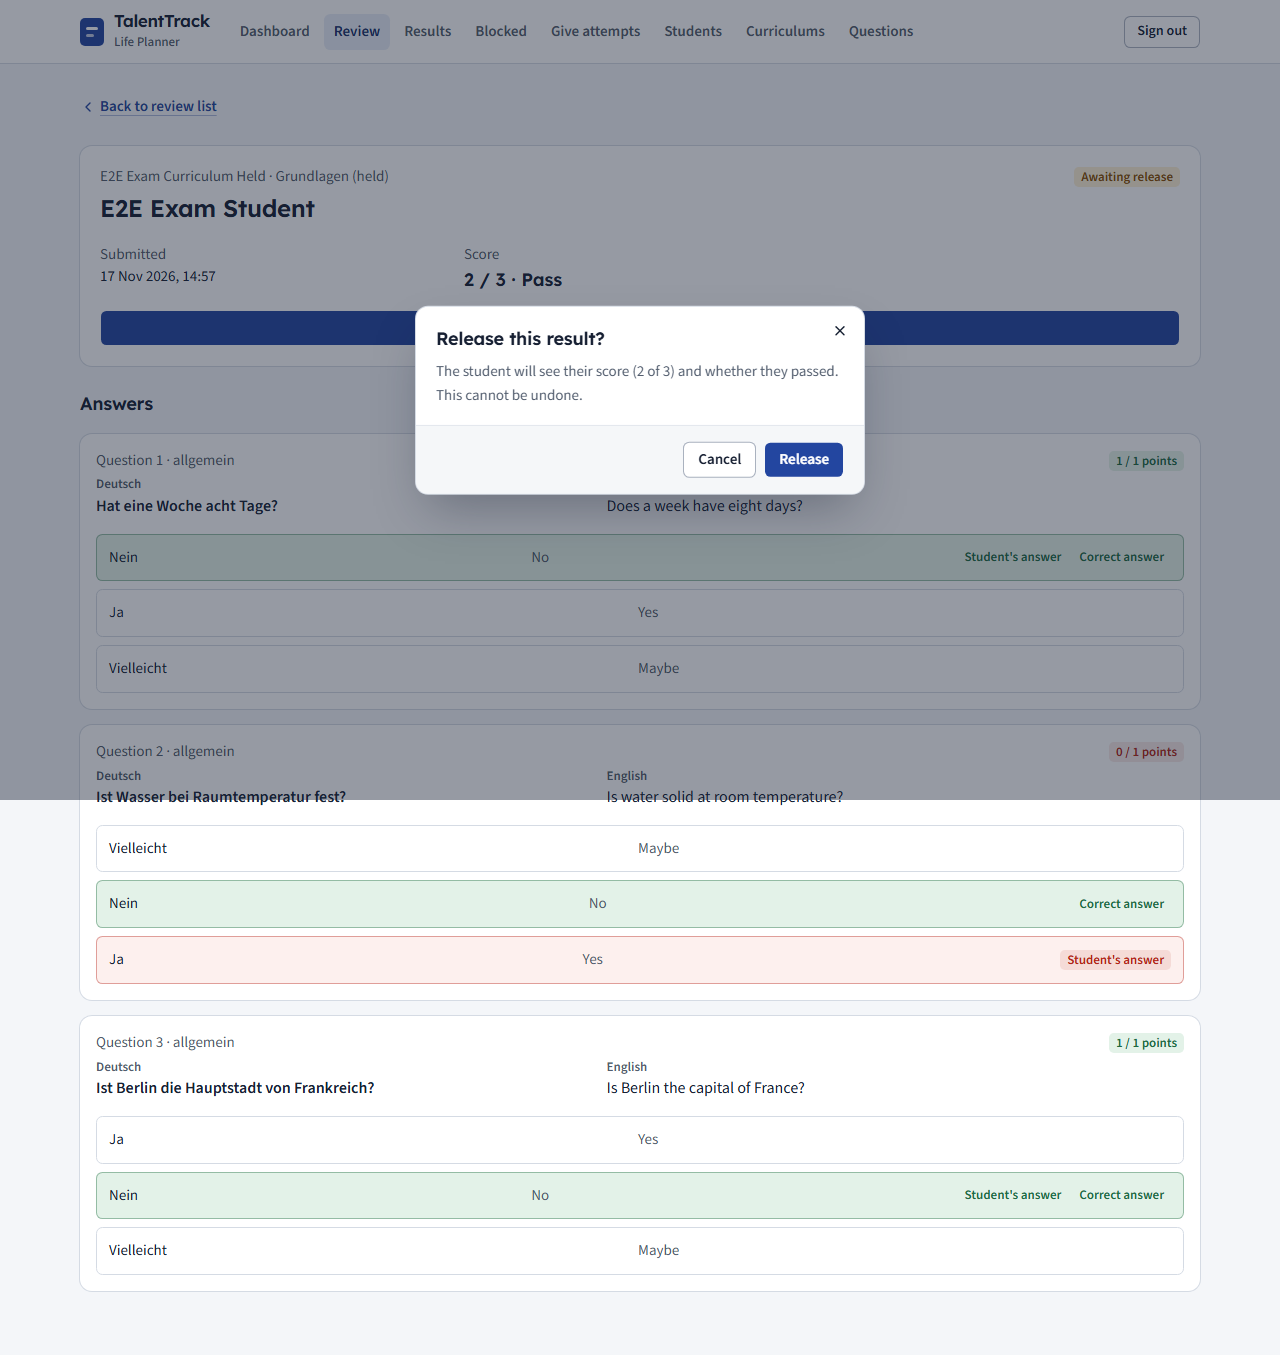 TalentTrack
Life Planner
Dashboard Review Results Blocked Give attempts Students Curriculums Questions
Sign out
Back to review list
E2E Exam Curriculum Held · Grundlagen (held)
Awaiting release
E2E Exam Student
Submitted
17 Nov 2026, 14:57
Score
2 / 3 · Pass
Release this result?
The student will see their score (2 of 3) and whether they passed.
This cannot be undone.
Cancel Release
Answers
Question 1 · allgemein
1 / 1 points
Deutsch
Hat eine Woche acht Tage?
Does a week have eight days?
Nein No Student's answer Correct answer
Ja Yes
Vielleicht Maybe
Question 2 · allgemein
0 / 1 points
Deutsch English
Ist Wasser bei Raumtemperatur fest? Is water solid at room temperature?
Vielleicht Maybe
Nein No Correct answer
Ja Yes Student's answer
Question 3 · allgemein
1 / 1 points
Deutsch English
Ist Berlin die Hauptstadt von Frankreich? Is Berlin the capital of France?
Ja Yes
Nein No Student's answer Correct answer
Vielleicht Maybe